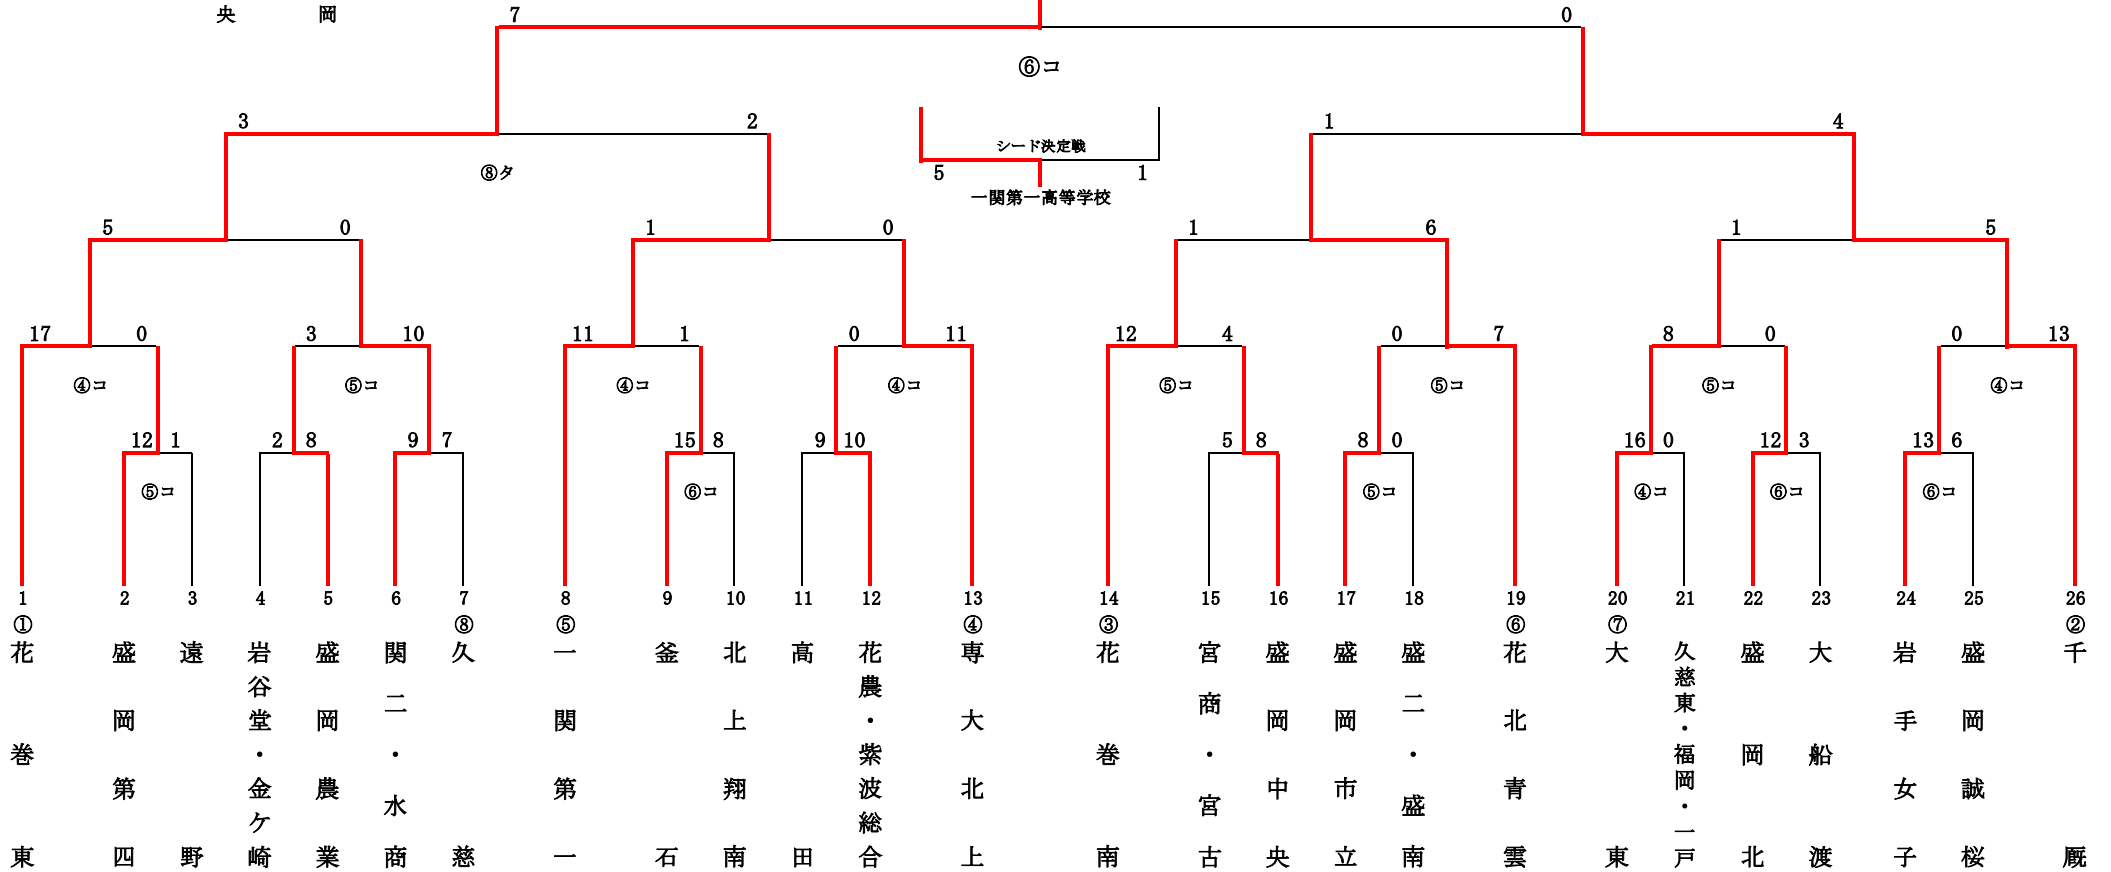 央 岡
7 0
⑥コ
3 2 1 4
シード決定戦
⑧タ
5 1
一関第一高等学校
5 0 1 0 1 6 1 5
17 0 3 10 11 1 0 11 12 4 0 7 8 0 0 13
④コ ⑤コ ④コ ④コ ⑤コ ⑤コ ⑤コ ④コ
12 1 2 8 9 7 15 8 9 10 5 8 8 0 16 0 12 3 13 6
⑤コ ⑥コ ⑤コ ④コ ⑥コ ⑥コ
1 2 3 4 5 6 7 8 9 10 11 12 13 14 15 16 17 18 19 20 21 22 23 24 25 26
① ⑧ ⑤ ④ ③ ⑥ ⑦ ②
花巻東
盛岡第四
遠野
岩谷堂・金ケ崎
盛岡農業
関二・水商
久慈
一関第一
釜石
北上翔南
高田
花農・紫波総合
専大北上
花巻南
宮商・宮古
盛岡中央
盛岡市立
盛二・盛南
花北青雲
大東
久慈東・福岡・一戸
盛岡北
大船渡
岩手女子
盛岡誠桜
千厩